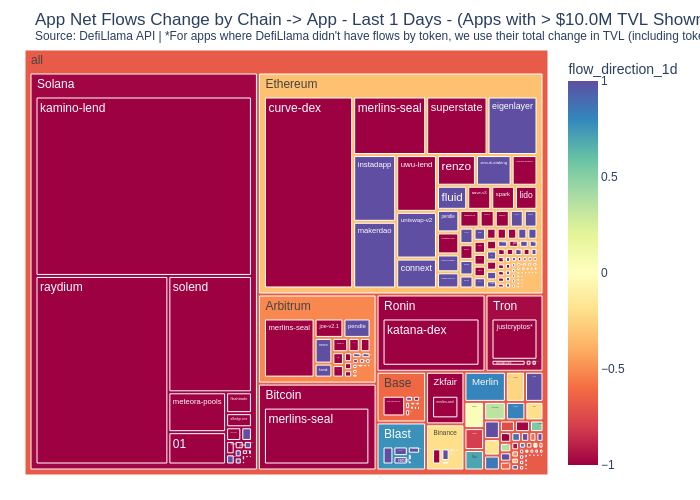 App Net Flows Change by Chain -> App - Last 1 Days - (Apps with > $10.0M TVL Shown
Source: DefiLlama API | *For apps where DefiLlama didn't have flows by token, we use their total change in TVL (including toke
all
flow_direction_1d
Solana
Ethereum
1
kamino-lend
curve-dex
merlins-seal
superstate
eigenlayer
instadapp
uwu-lend
renzo
0.5
fluid
spark
lido
pendle
uniswap-v2
makerdao
connext
0
raydium
solend
Arbitrum
Ronin
Tron
merlins-seal
joe-v2.1
pendle
katana-dex
justcryptos*
−0.5
Bitcoin
Base
Zkfair
Merlin
meteora-pools
merlins-seal
Blast
Binance
01
−1